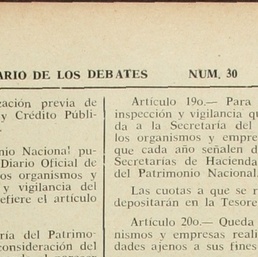 ARIO DE LOS DEBATES NUM. 30
zación previa de
y Crédito Públi-
nio Nacional pu-
Diario Oficial de
los organismos y
y vigilancia del
refiere el artículo
ría del Patrimo-
consideración del
Artículo 19o.— Para
inspección y vigilancia qu
da a la Secretaría del
los organismos y empre
que cada año señalen d
Secretarías de Hacienda
del Patrimonio Nacional,
Las cuotas a que se r
depositarán en la Tesore
Artículo 20o.— Queda
nismos y empresas reali
dades ajenos a sus fines